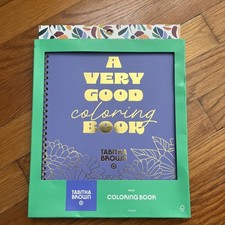 A
VERY
GOOD
coloring
BOOK
TABITHA
BROWN
TABITHA
BROWN
COLORING BOOK